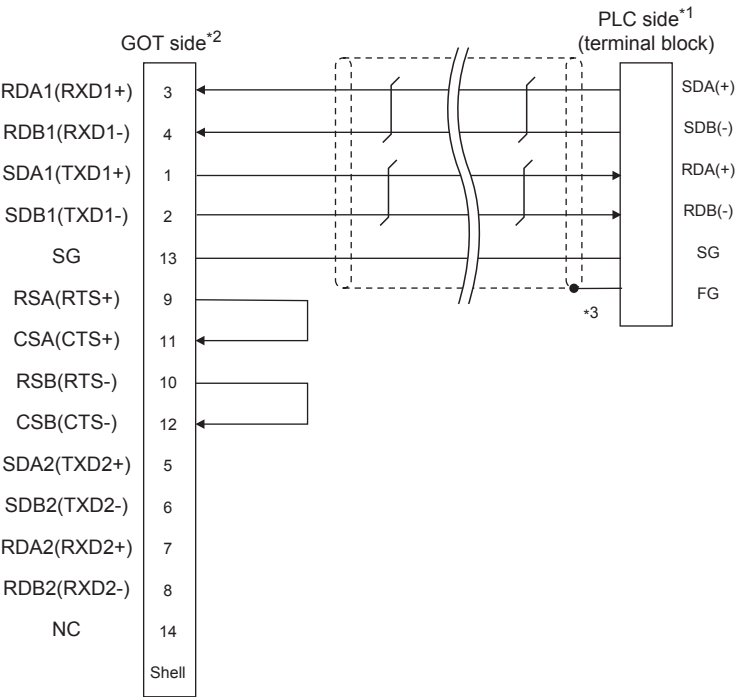 PLC side*1
GOT side*2
(terminal block)
RDA1(RXD1+) 3 SDA(+)
RDB1(RXD1-) 4 SDB(-)
SDA1(TXD1+) 1 RDA(+)
SDB1(TXD1-) 2 RDB(-)
SG 13 SG
RSA(RTS+) 9 FG
*3
CSA(CTS+) 11
RSB(RTS-) 10
CSB(CTS-) 12
SDA2(TXD2+) 5
SDB2(TXD2-) 6
RDA2(RXD2+) 7
RDB2(RXD2-) 8
NC 14
Shell